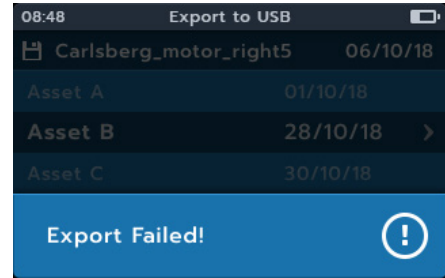 08:48 Export to USB
Carlsberg_motor_right5 06/10/18
Asset A 01/10/18
Asset B 28/10/18
Asset C 30/10/18
Export Failed!